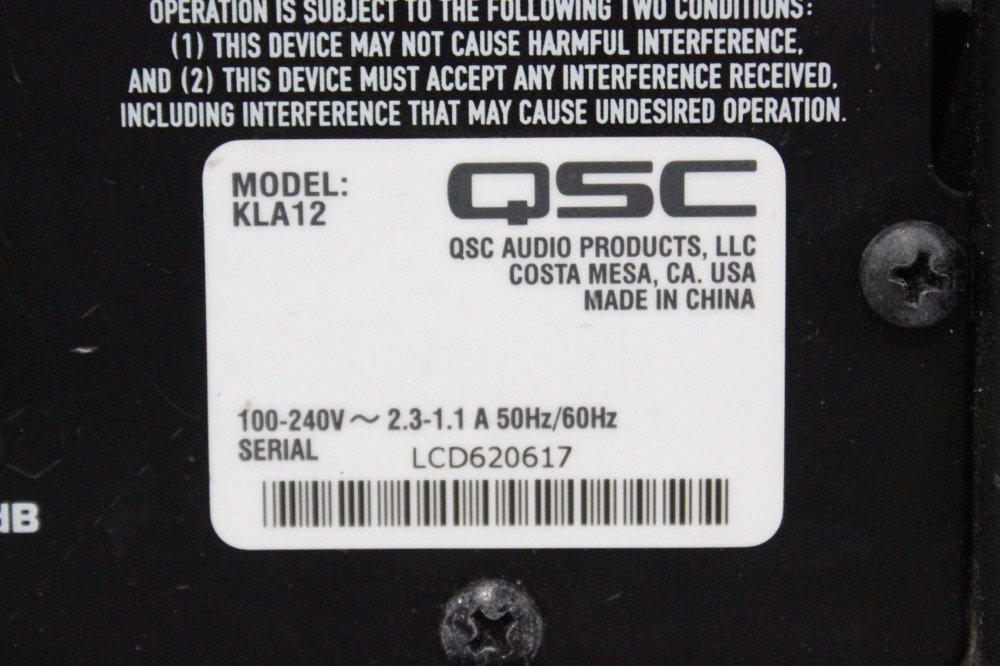 OPERATION IS SUBJECT TO THE FOLLOWING TWO CONDITIONS:
(1) THIS DEVICE MAY NOT CAUSE HARMFUL INTERFERENCE,
AND (2) THIS DEVICE MUST ACCEPT ANY INTERFERENCE RECEIVED,
INCLUDING INTERFERENCE THAT MAY CAUSE UNDESIRED OPERATION.
MODEL:
KLA12
QSC
QSC AUDIO PRODUCTS, LLC
COSTA MESA, CA. USA
MADE IN CHINA
100-240V ~ 2.3-1.1 A 50Hz/60Hz
SERIAL LCD620617
dB